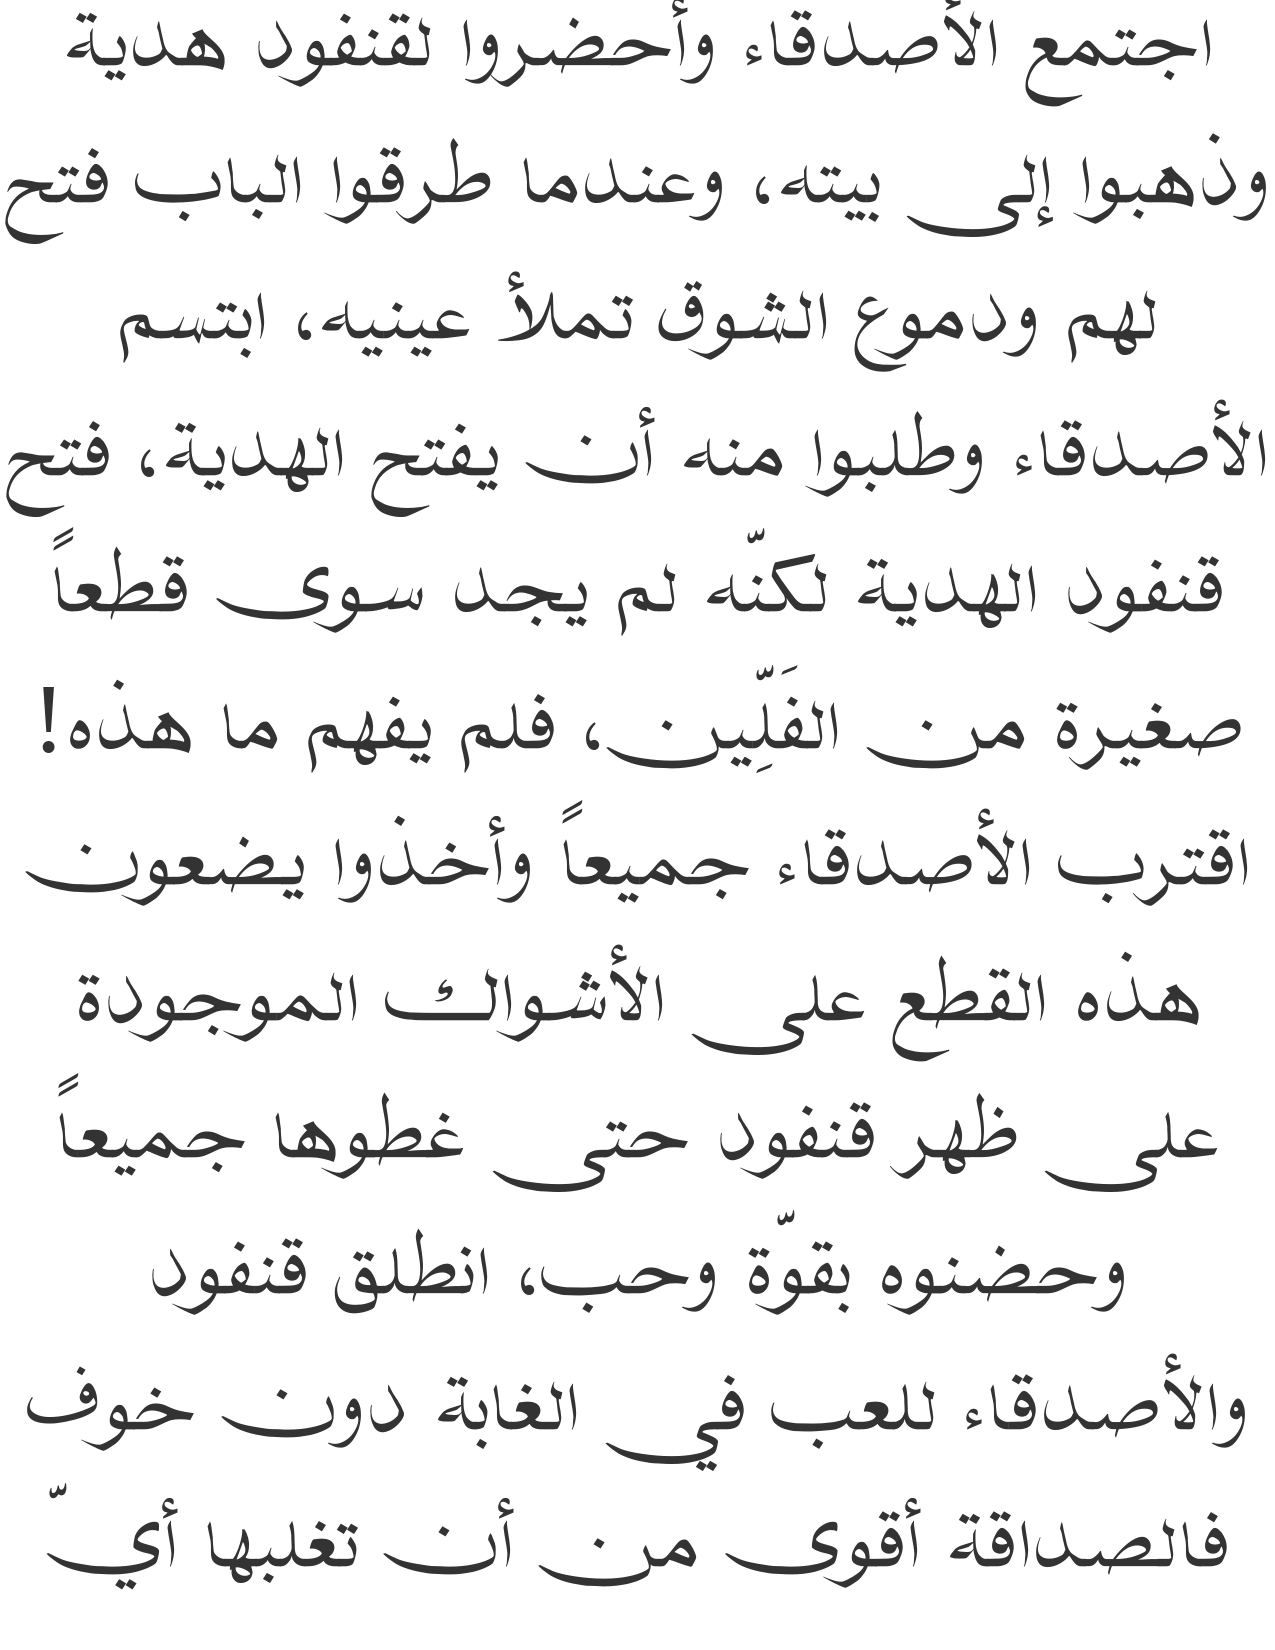 اجتمع الأصدقاء وأحضروا لقنفود هدية
وذهبوا إلى بيته، وعندما طرقوا الباب فتح
لهم ودموع الشوق تملأ عينيه، ابتسم
الأصدقاء وطلبوا منه أن يفتح الهدية، فتح
قنفود الهدية لكنّه لم يجد سوى قطعاً
صغيرة من الفَلِّين، فلم يفهم ما هذه!
اقترب الأصدقاء جميعاً وأخذوا يضعون
هذه القطع على الأشواك الموجودة
على ظهر قنفود حتى غطوها جميعاً
وحضنوه بقوّة وحب، انطلق قنفود
والأصدقاء للعب في الغابة دون خوف
فالصداقة أقوى من أن تغلبها أيّ